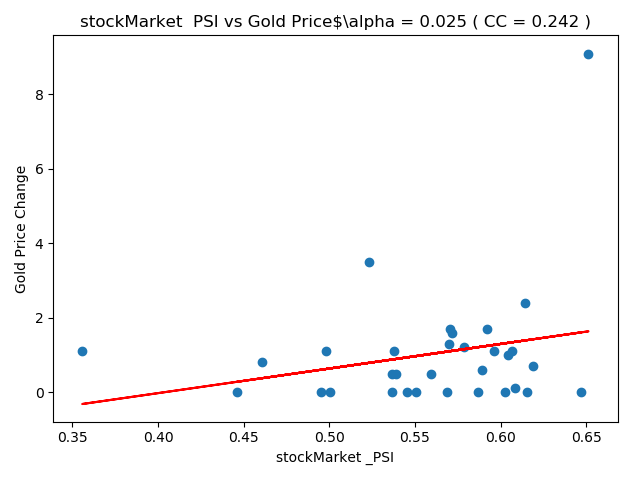 stockMarket  PSI vs Gold Price$\alpha = 0.025 ( CC = 0.242 )
Gold Price Change
8
6
4
2
0
0.35 0.40 0.45 0.50 0.55 0.60 0.65
stockMarket _PSI